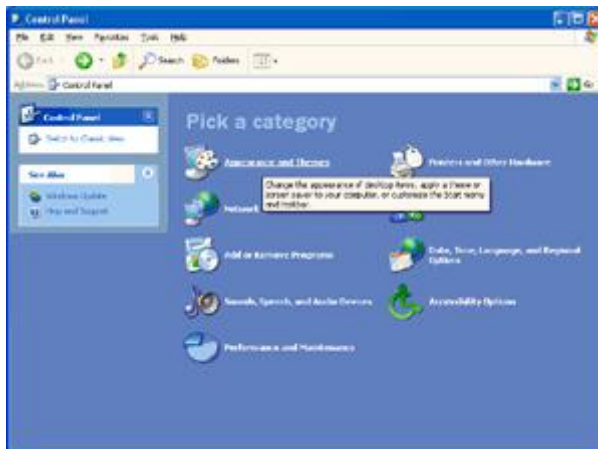 Control Panel
File Edit View Favorites Tools Help
Back Search Folders
Address Control Panel Go
Control Panel
Switch to Classic View
See Also
Windows Update
Help and Support
Pick a category
Appearance and Themes
Printers and Other Hardware
Change the appearance of desktop items, apply a theme or
screen saver to your computer, or customize the Start menu
and taskbar.
Network
Add or Remove Programs
Date, Time, Language, and Regional
Options
Sounds, Speech, and Audio Devices
Accessibility Options
Performance and Maintenance